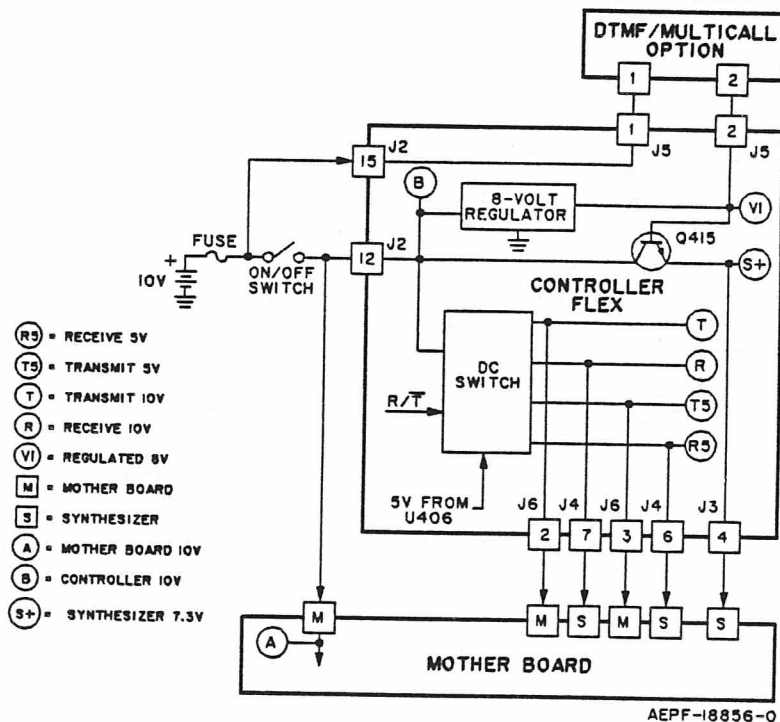 DTMF/MULTICALL
OPTION
1
2
1
2
J2
J5
J5
15
B
8-VOLT
REGULATOR
VI
Q415
FUSE
J2
12
S+
+
10V
ON/OFF
SWITCH
CONTROLLER
FLEX
T
R5 = RECEIVE 5V
T5 = TRANSMIT 5V
T = TRANSMIT 10V
R = RECEIVE 10V
VI = REGULATED 8V
M = MOTHER BOARD
S = SYNTHESIZER
A = MOTHER BOARD 10V
B = CONTROLLER 10V
S+ = SYNTHESIZER 7.3V
DC
SWITCH
R
R/T̅
T5
R5
5V FROM
U406
J6
J4
J6
J4
J3
2
7
3
6
4
M
M
S
M
S
S
A
MOTHER BOARD
AEPF-18856-O